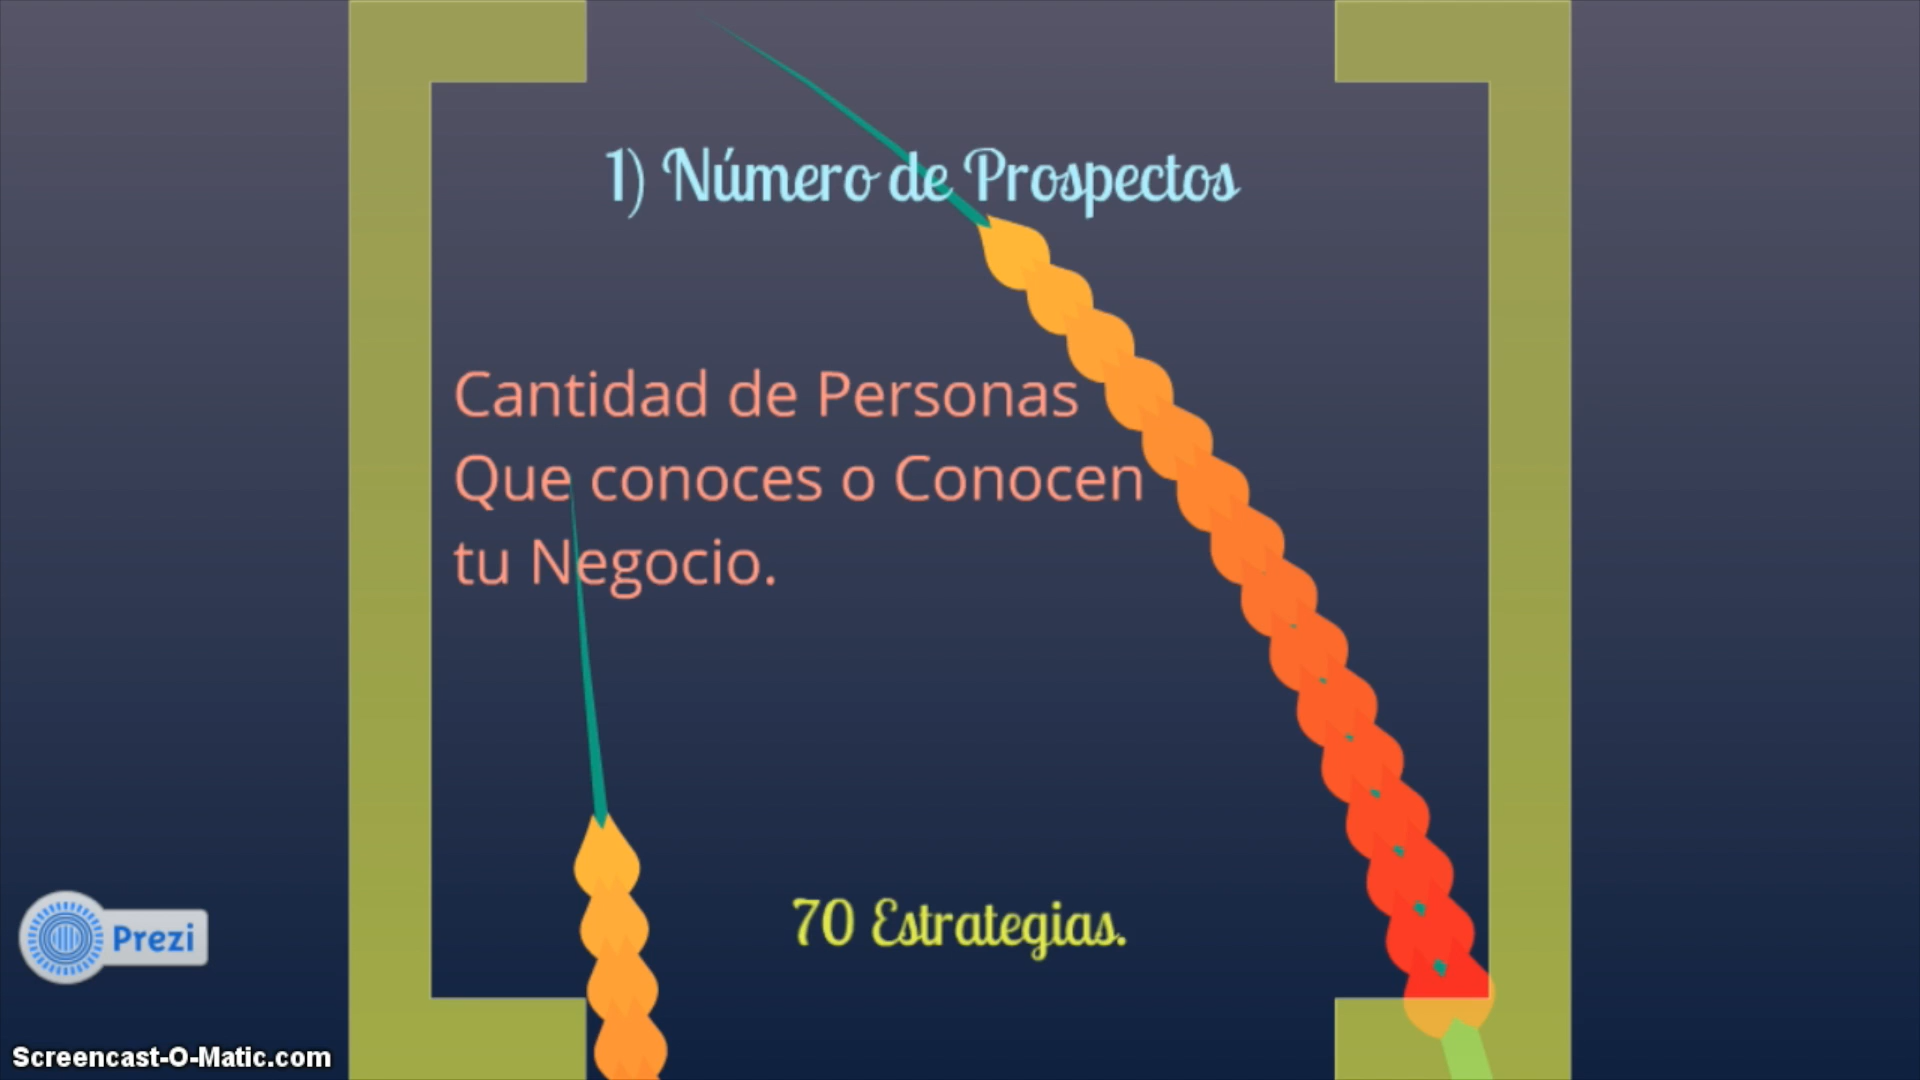 1) Número de Prospectos
Cantidad de Personas
Que conoces o Conocen
tu Negocio.
70 Estrategias.
Prezi
Screencast-O-Matic.com